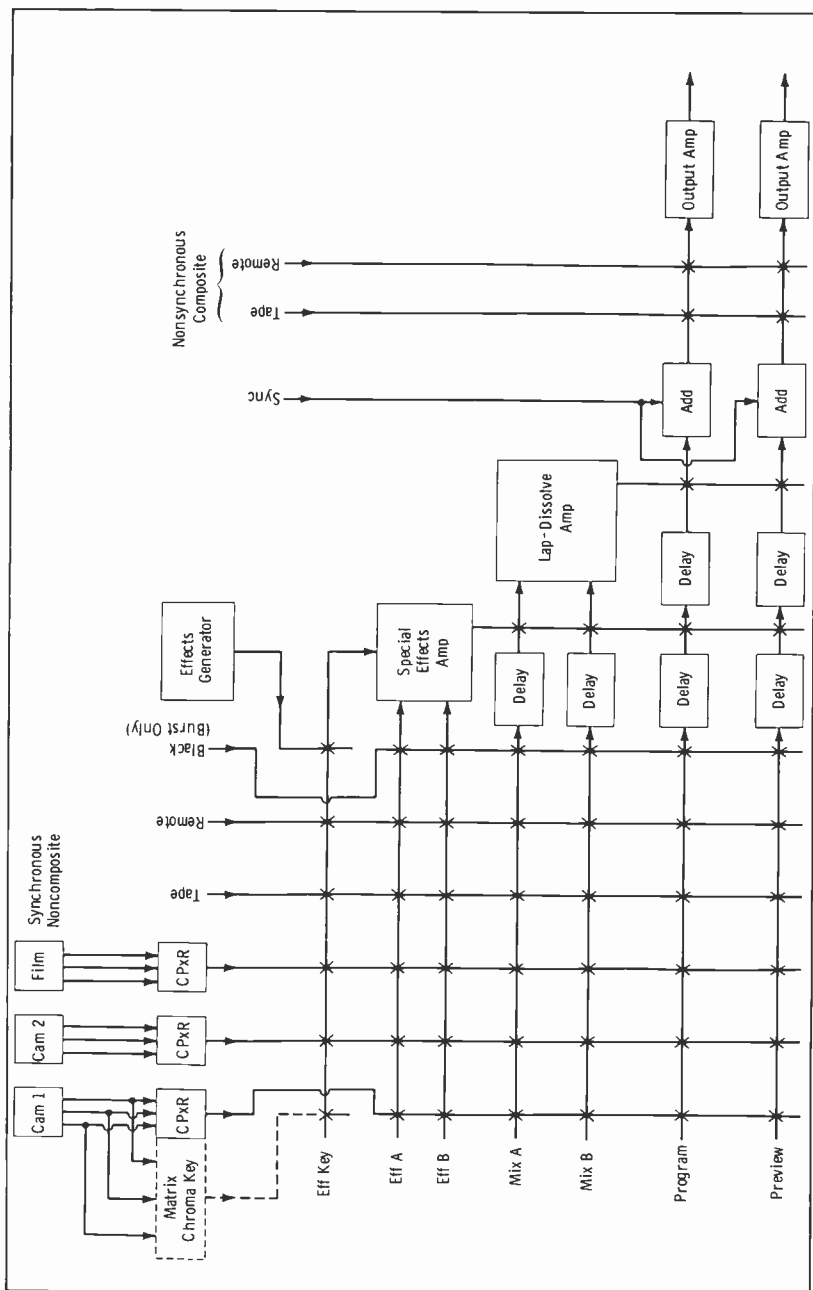 Cam 1
Cam 2
Film
Synchronous
Noncomposite
Matrix
Chroma Key
CPxR
CPxR
CPxR
Tape
Remote
Black
(Burst Only)
Effects
Generator
Sync
Nonsynchronous
Composite
Tape
Remote
Eff Key
Eff A
Eff B
Special
Effects
Amp
Mix A
Delay
Mix B
Delay
Lap-Dissolve
Amp
Program
Delay
Delay
Add
Output Amp
Preview
Delay
Delay
Add
Output Amp